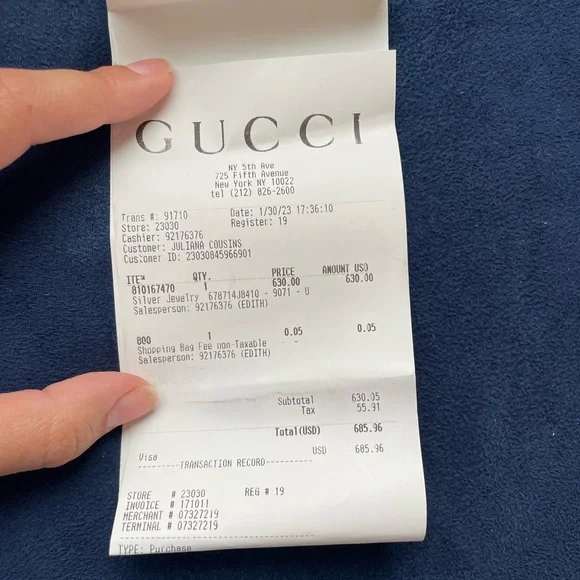 GUCCI
NY 5th Ave
725 Fifth Avenue
New York NY 10022
tel (212) 826-2600
Trans #: 91710 Date: 1/30/23 17:36:10
Store: 23030 Register: 19
Cashier: 92176376
Customer: JULIANA COUSINS
Customer ID: 23030845966901
ITE# QTY. PRICE AMOUNT USD
810167470 1 630.00 630.00
Silver Jewelry 678714J8410 - 9071 - U
Salesperson: 92176376 (EDITH)
800 1 0.05 0.05
Shopping Bag Fee non-Taxable - -
Salesperson: 92176376 (EDITH)
Subtotal 630.05
Tax 55.91
Total(USD) 685.96
Visa USD 685.96
---------TRANSACTION RECORD----------
STORE # 23030 REG # 19
INVOICE # 171011
MERCHANT # 07327219
TERMINAL # 07327219
TYPE: Purchase